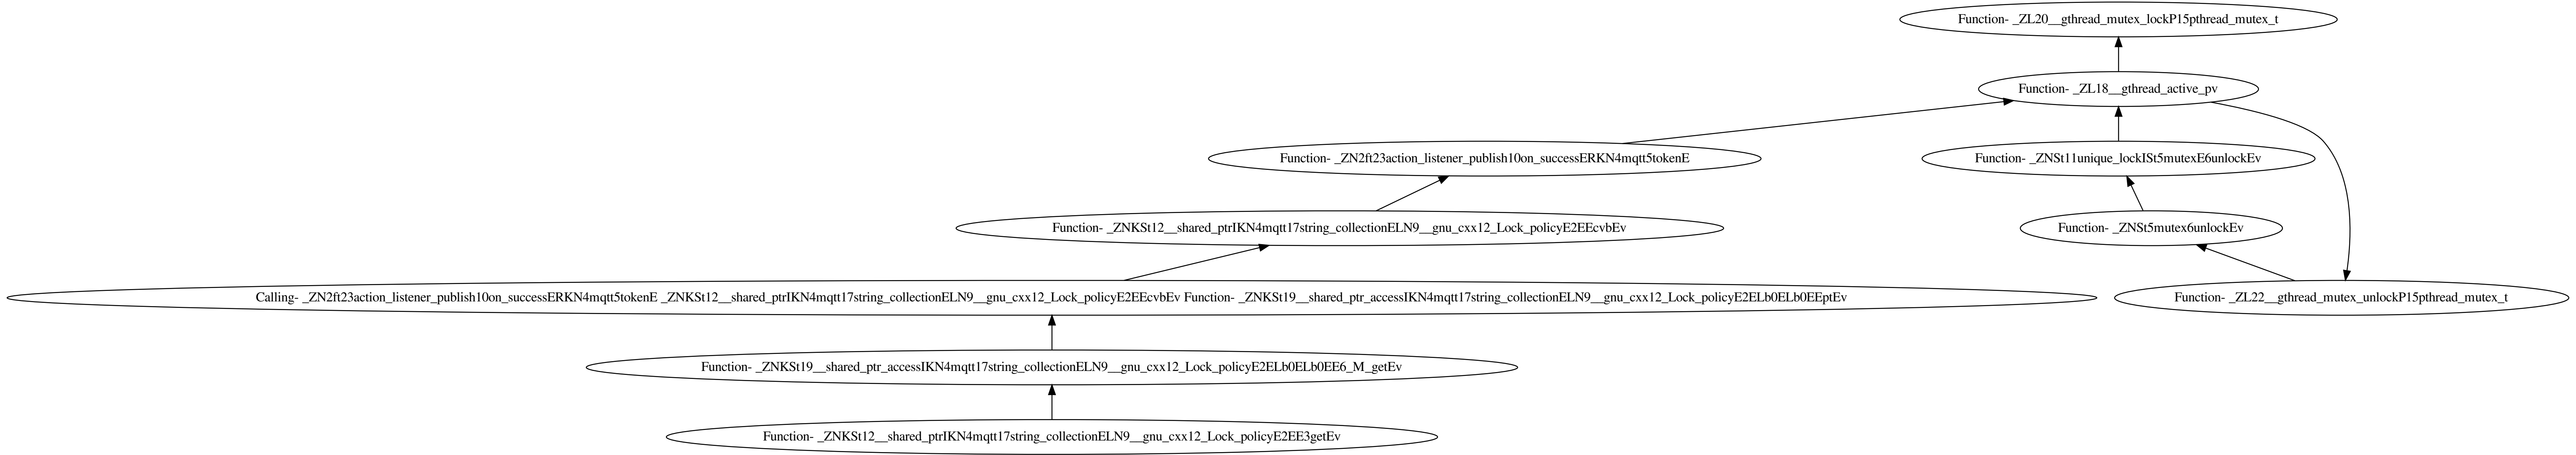 Function- _ZL20__gthread_mutex_lockP15pthread_mutex_t
Function- _ZL18__gthread_active_pv
Function- _ZN2ft23action_listener_publish10on_successERKN4mqtt5tokenE
Function- _ZNSt11unique_lockISt5mutexE6unlockEv
Function- _ZNKSt12__shared_ptrIKN4mqtt17string_collectionELN9__gnu_cxx12_Lock_policyE2EEcvbEv
Function- _ZNSt5mutex6unlockEv
Calling- _ZN2ft23action_listener_publish10on_successERKN4mqtt5tokenE _ZNKSt12__shared_ptrIKN4mqtt17string_collectionELN9__gnu_cxx12_Lock_policyE2EEcvbEv Function- _ZNKSt19__shared_ptr_accessIKN4mqtt17string_collectionELN9__gnu_cxx12_Lock_policyE2ELb0ELb0EEptEv
Function- _ZL22__gthread_mutex_unlockP15pthread_mutex_t
Function- _ZNKSt19__shared_ptr_accessIKN4mqtt17string_collectionELN9__gnu_cxx12_Lock_policyE2ELb0ELb0EE6_M_getEv
Function- _ZNKSt12__shared_ptrIKN4mqtt17string_collectionELN9__gnu_cxx12_Lock_policyE2EE3getEv